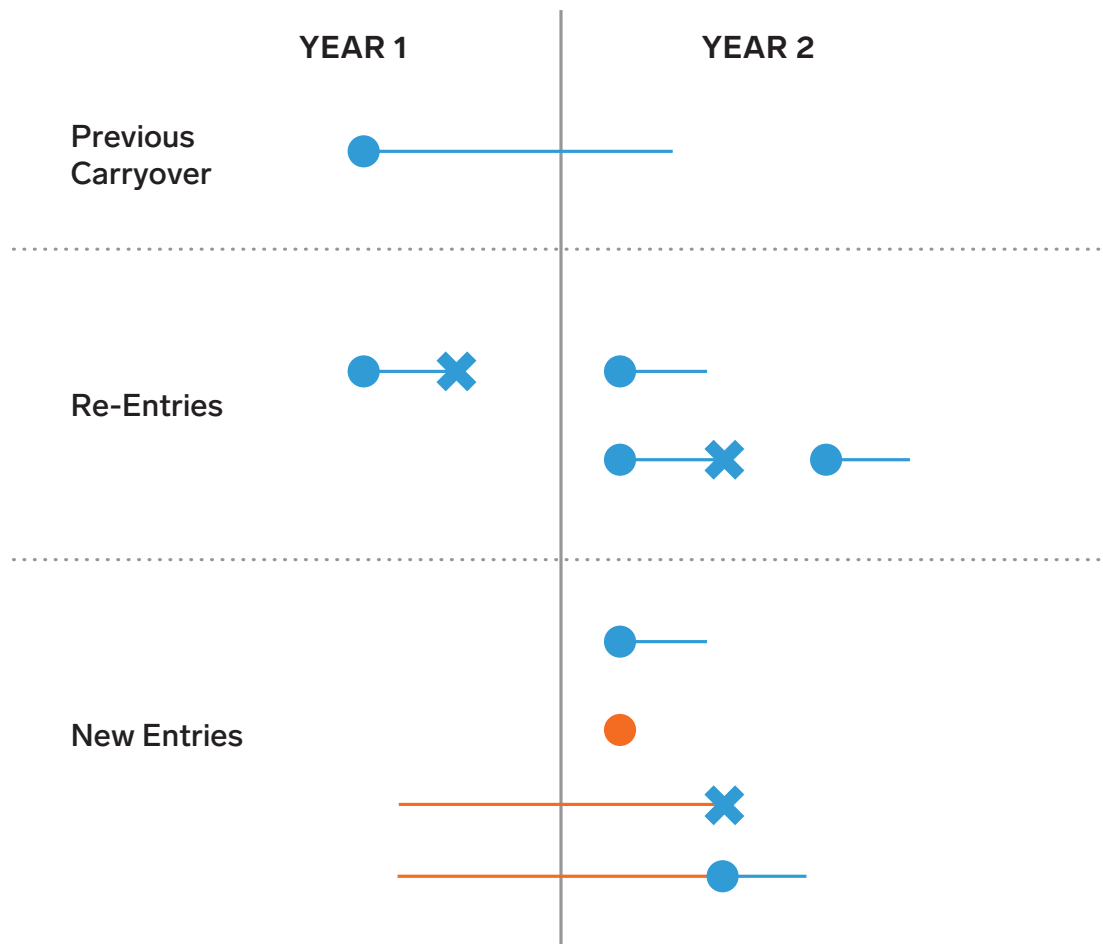 YEAR 1
YEAR 2
Previous
Carryover
Re-Entries
New Entries